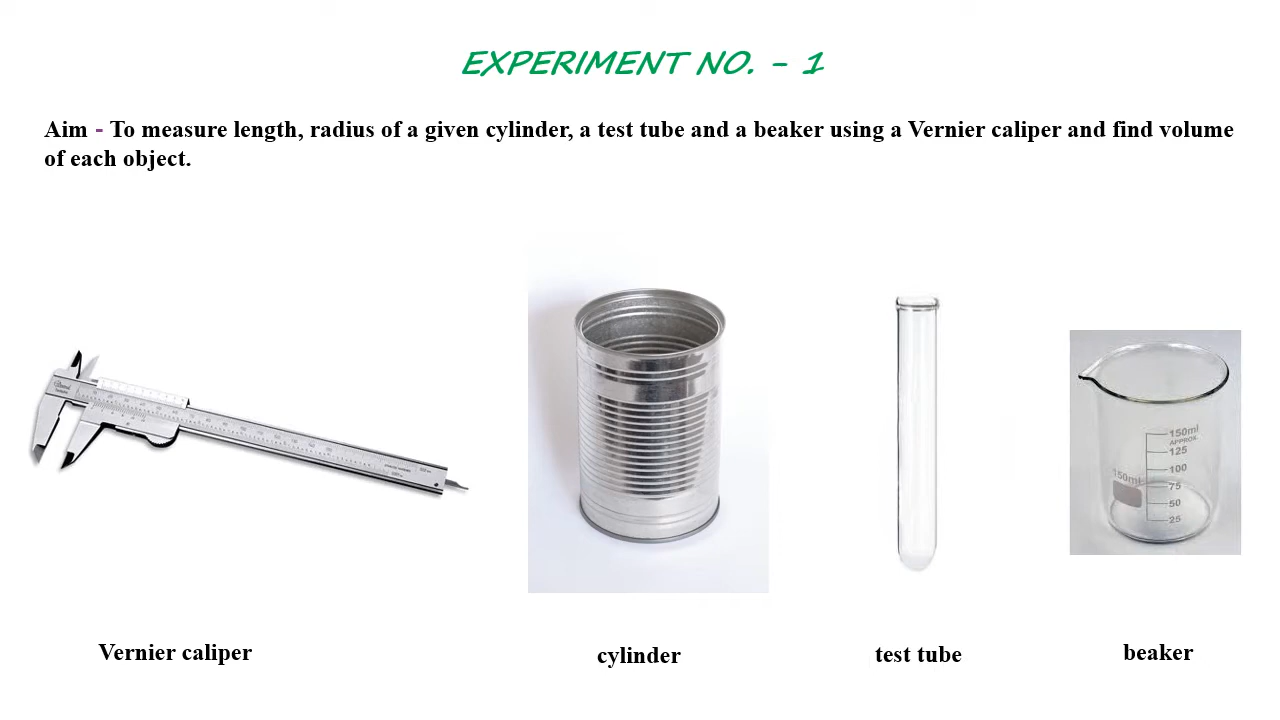 EXPERIMENT NO. - 1
Aim - To measure length, radius of a given cylinder, a test tube and a beaker using a Vernier caliper and find volume
of each object.
150ml
APPROX.
125
100
75
50
25
150ml
Vernier caliper
cylinder
test tube
beaker